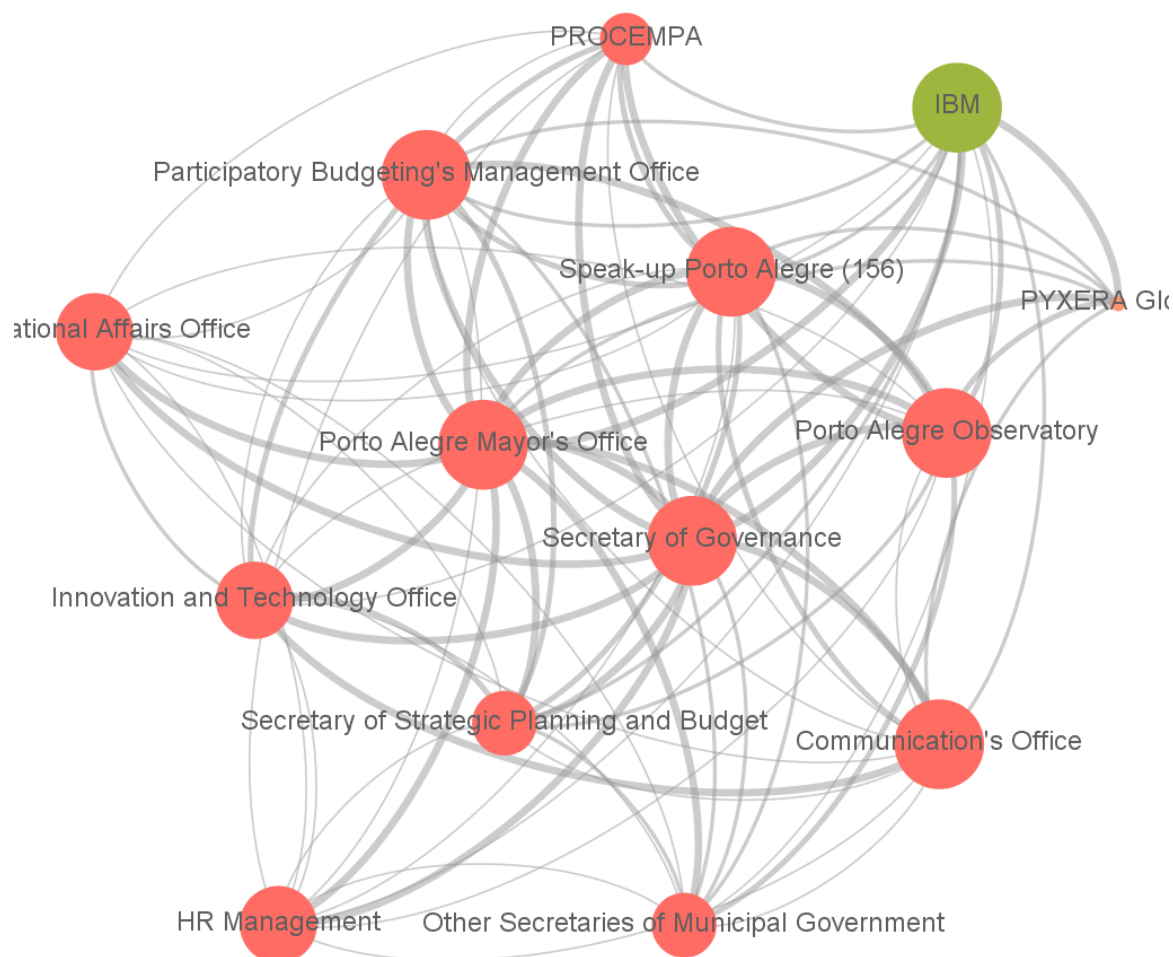 PROCEMPA
IBM
Participatory Budgeting's Management Office
Speak-up Porto Alegre (156)
PYXERA
Affairs Office
Porto Alegre Mayor's Office
Porto Alegre Observatory
Secretary of Governance
Innovation and Technology Office
Secretary of Strategic Planning and Budget
Communication's Office
HR Management
Other Secretaries of Municipal Government